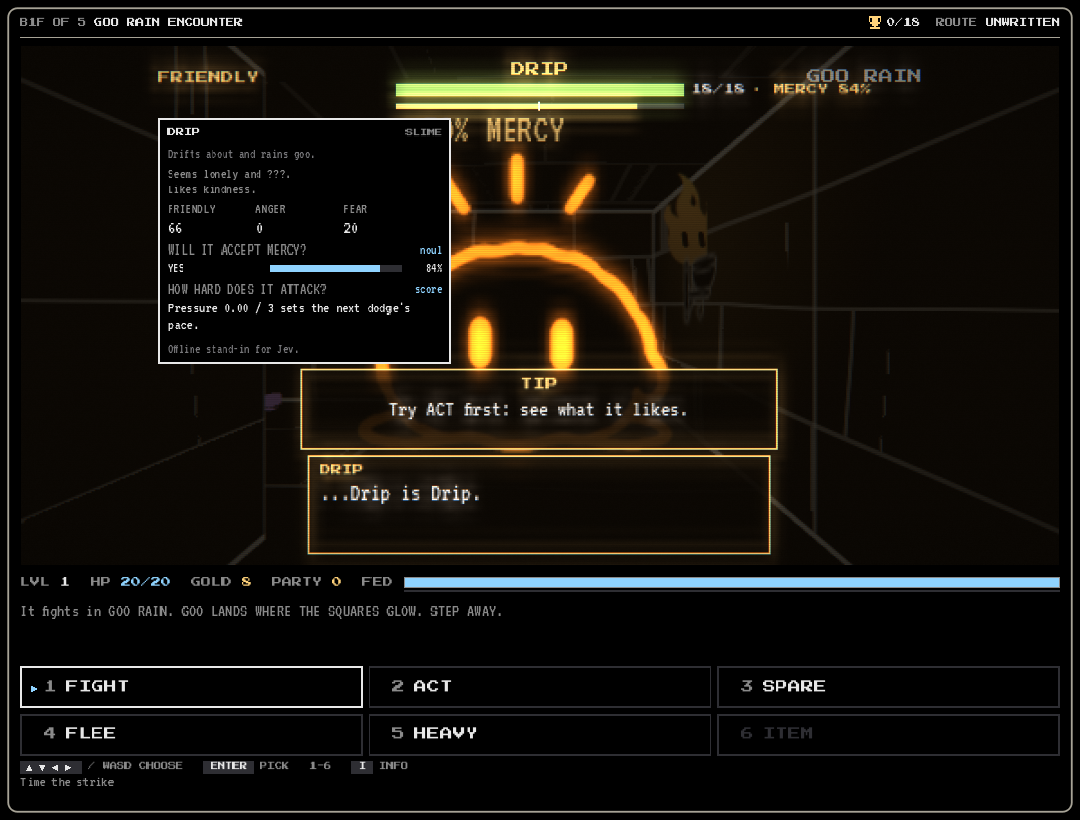 B1F OF 5 GOO RAIN ENCOUNTER
0/18 ROUTE UNWRITTEN
FRIENDLY
DRIP
GOO RAIN
18/18 · MERCY 84%
% MERCY
DRIP SLIME
Drifts about and rains goo.
Seems lonely and ???.
likes kindness.
FRIENDLY ANGER FEAR
66 0 20
WILL IT ACCEPT MERCY? noul
YES 84%
HOW HARD DOES IT ATTACK? score
Pressure 0.00 / 3 sets the next dodge's
pace.
Offline stand-in for Jev.
TIP
Try ACT first: see what it likes.
DRIP
...Drip is Drip.
LVL 1 HP 20/20 GOLD 8 PARTY 0 FED
It fights in GOO RAIN. GOO LANDS WHERE THE SQUARES GLOW. STEP AWAY.
▶ 1 FIGHT
2 ACT
3 SPARE
4 FLEE
5 HEAVY
6 ITEM
▲ ▼ ◀ ▶ / WASD CHOOSE ENTER PICK 1-6 I INFO
Time the strike